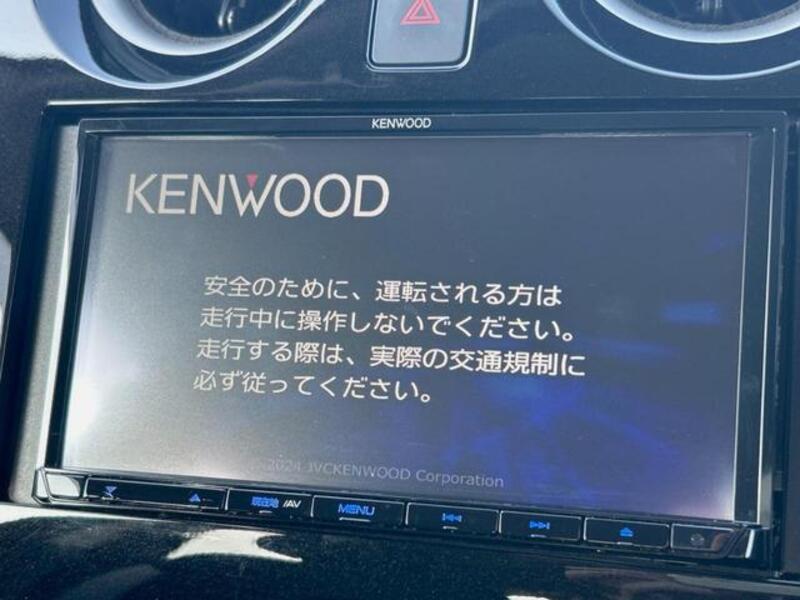 KENWOOD
KENWOOD
安全のために、運転される方は
走行中に操作しないでください。
走行する際は、実際の交通規制に
必ず従ってください。
2024 JVCKENWOOD Corporation
現在地 /AV
MENU